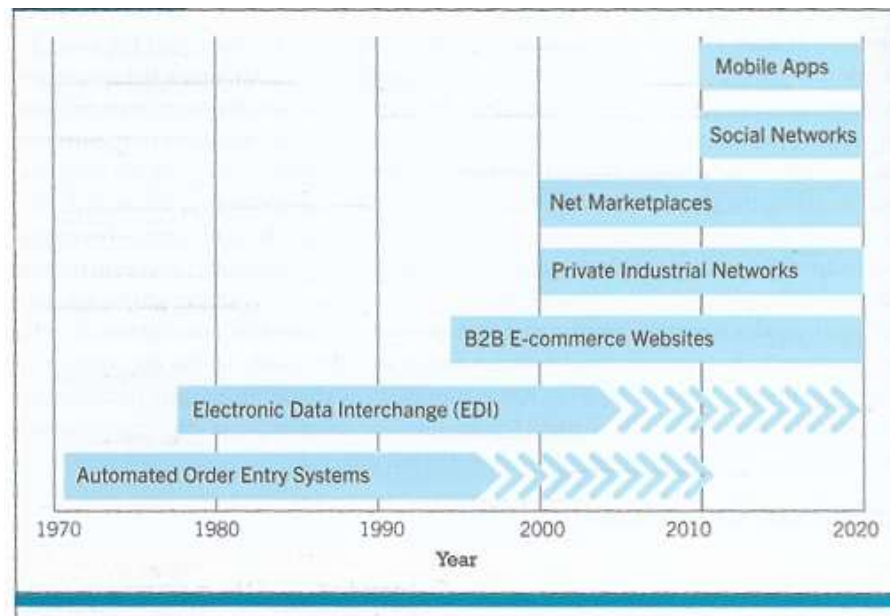 Mobile Apps
Social Networks
Net Marketplaces
Private Industrial Networks
B2B E-commerce Websites
Electronic Data Interchange (EDI)
Automated Order Entry Systems
1970 1980 1990 2000 2010 2020
Year